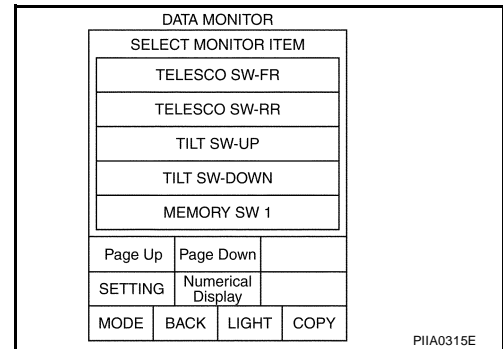 DATA MONITOR
SELECT MONITOR ITEM
TELESCO SW-FR
TELESCO SW-RR
TILT SW-UP
TILT SW-DOWN
MEMORY SW 1
Page Up Page Down
SETTING Numerical
Display
MODE BACK LIGHT COPY
PIIA0315E